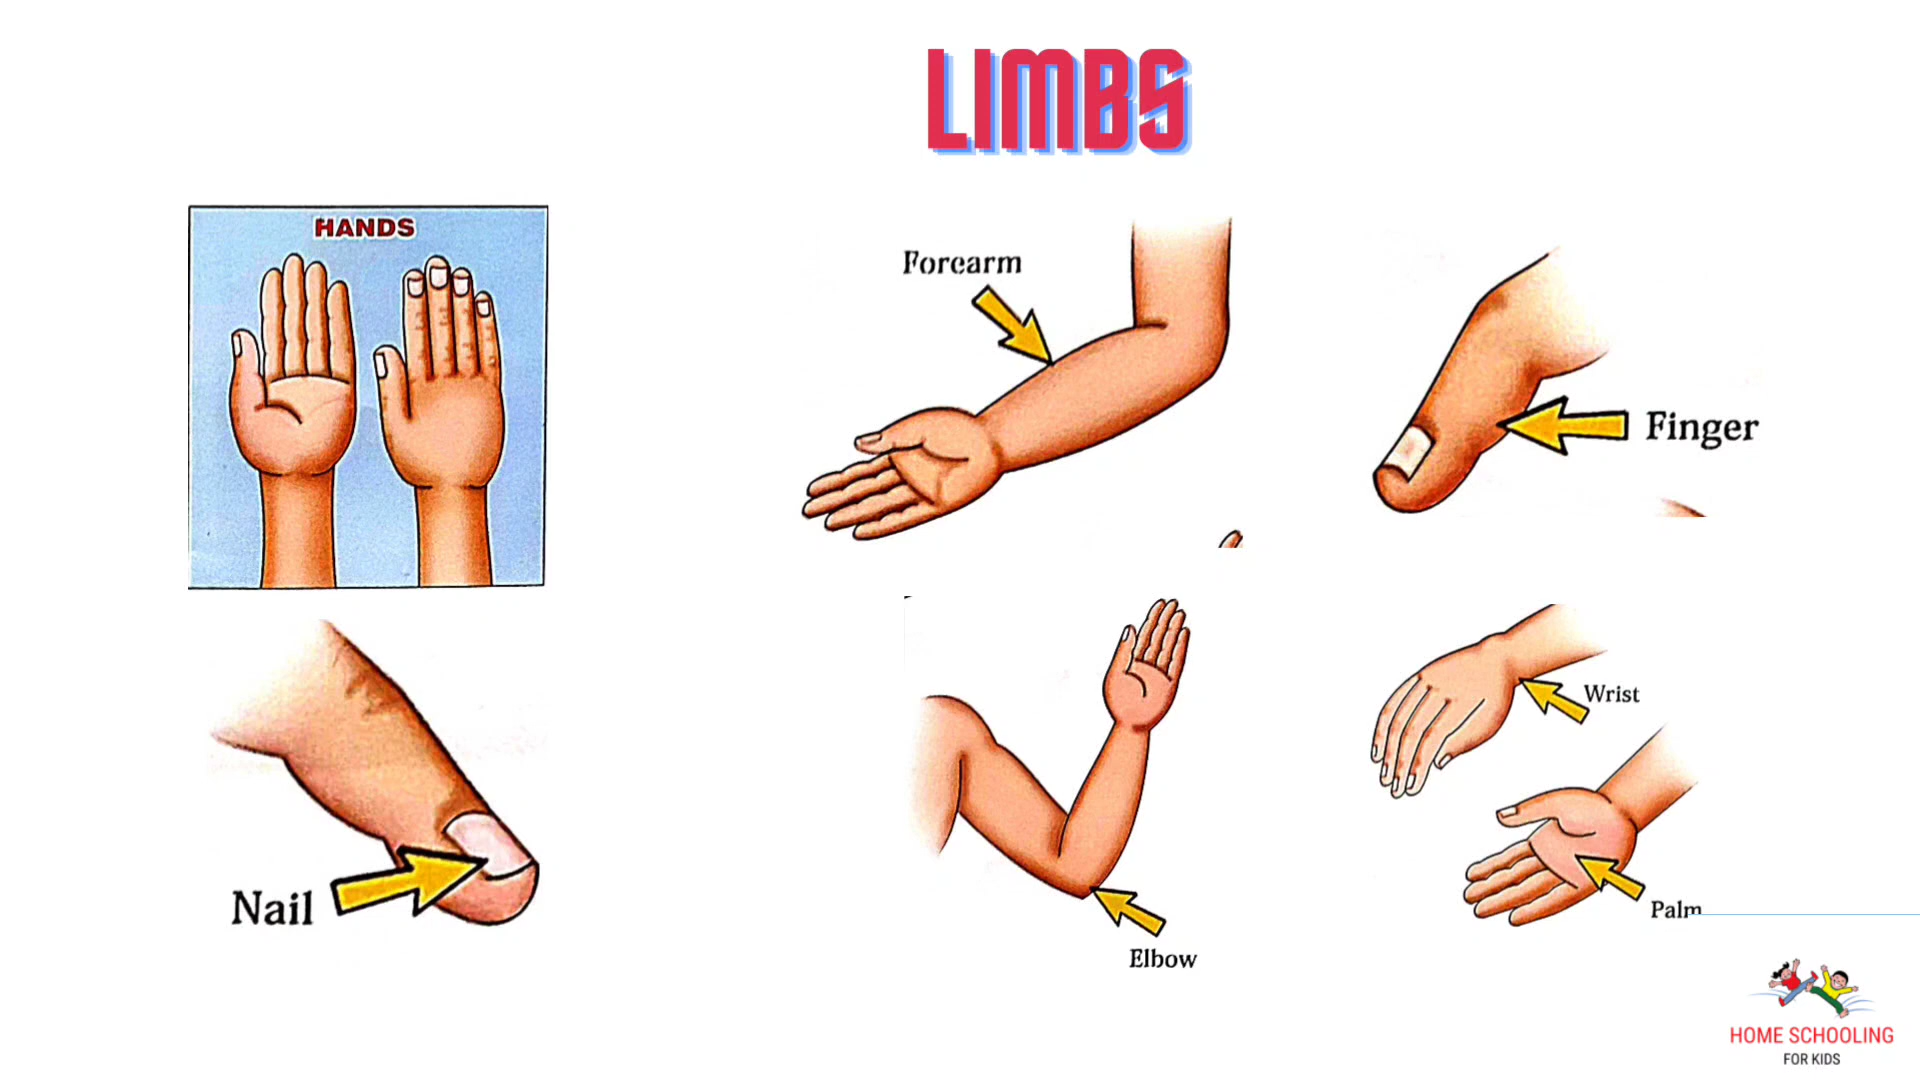 LIMBS
HANDS
Forearm
Finger
Nail
Elbow
Wrist
Palm
HOME SCHOOLING
FOR KIDS